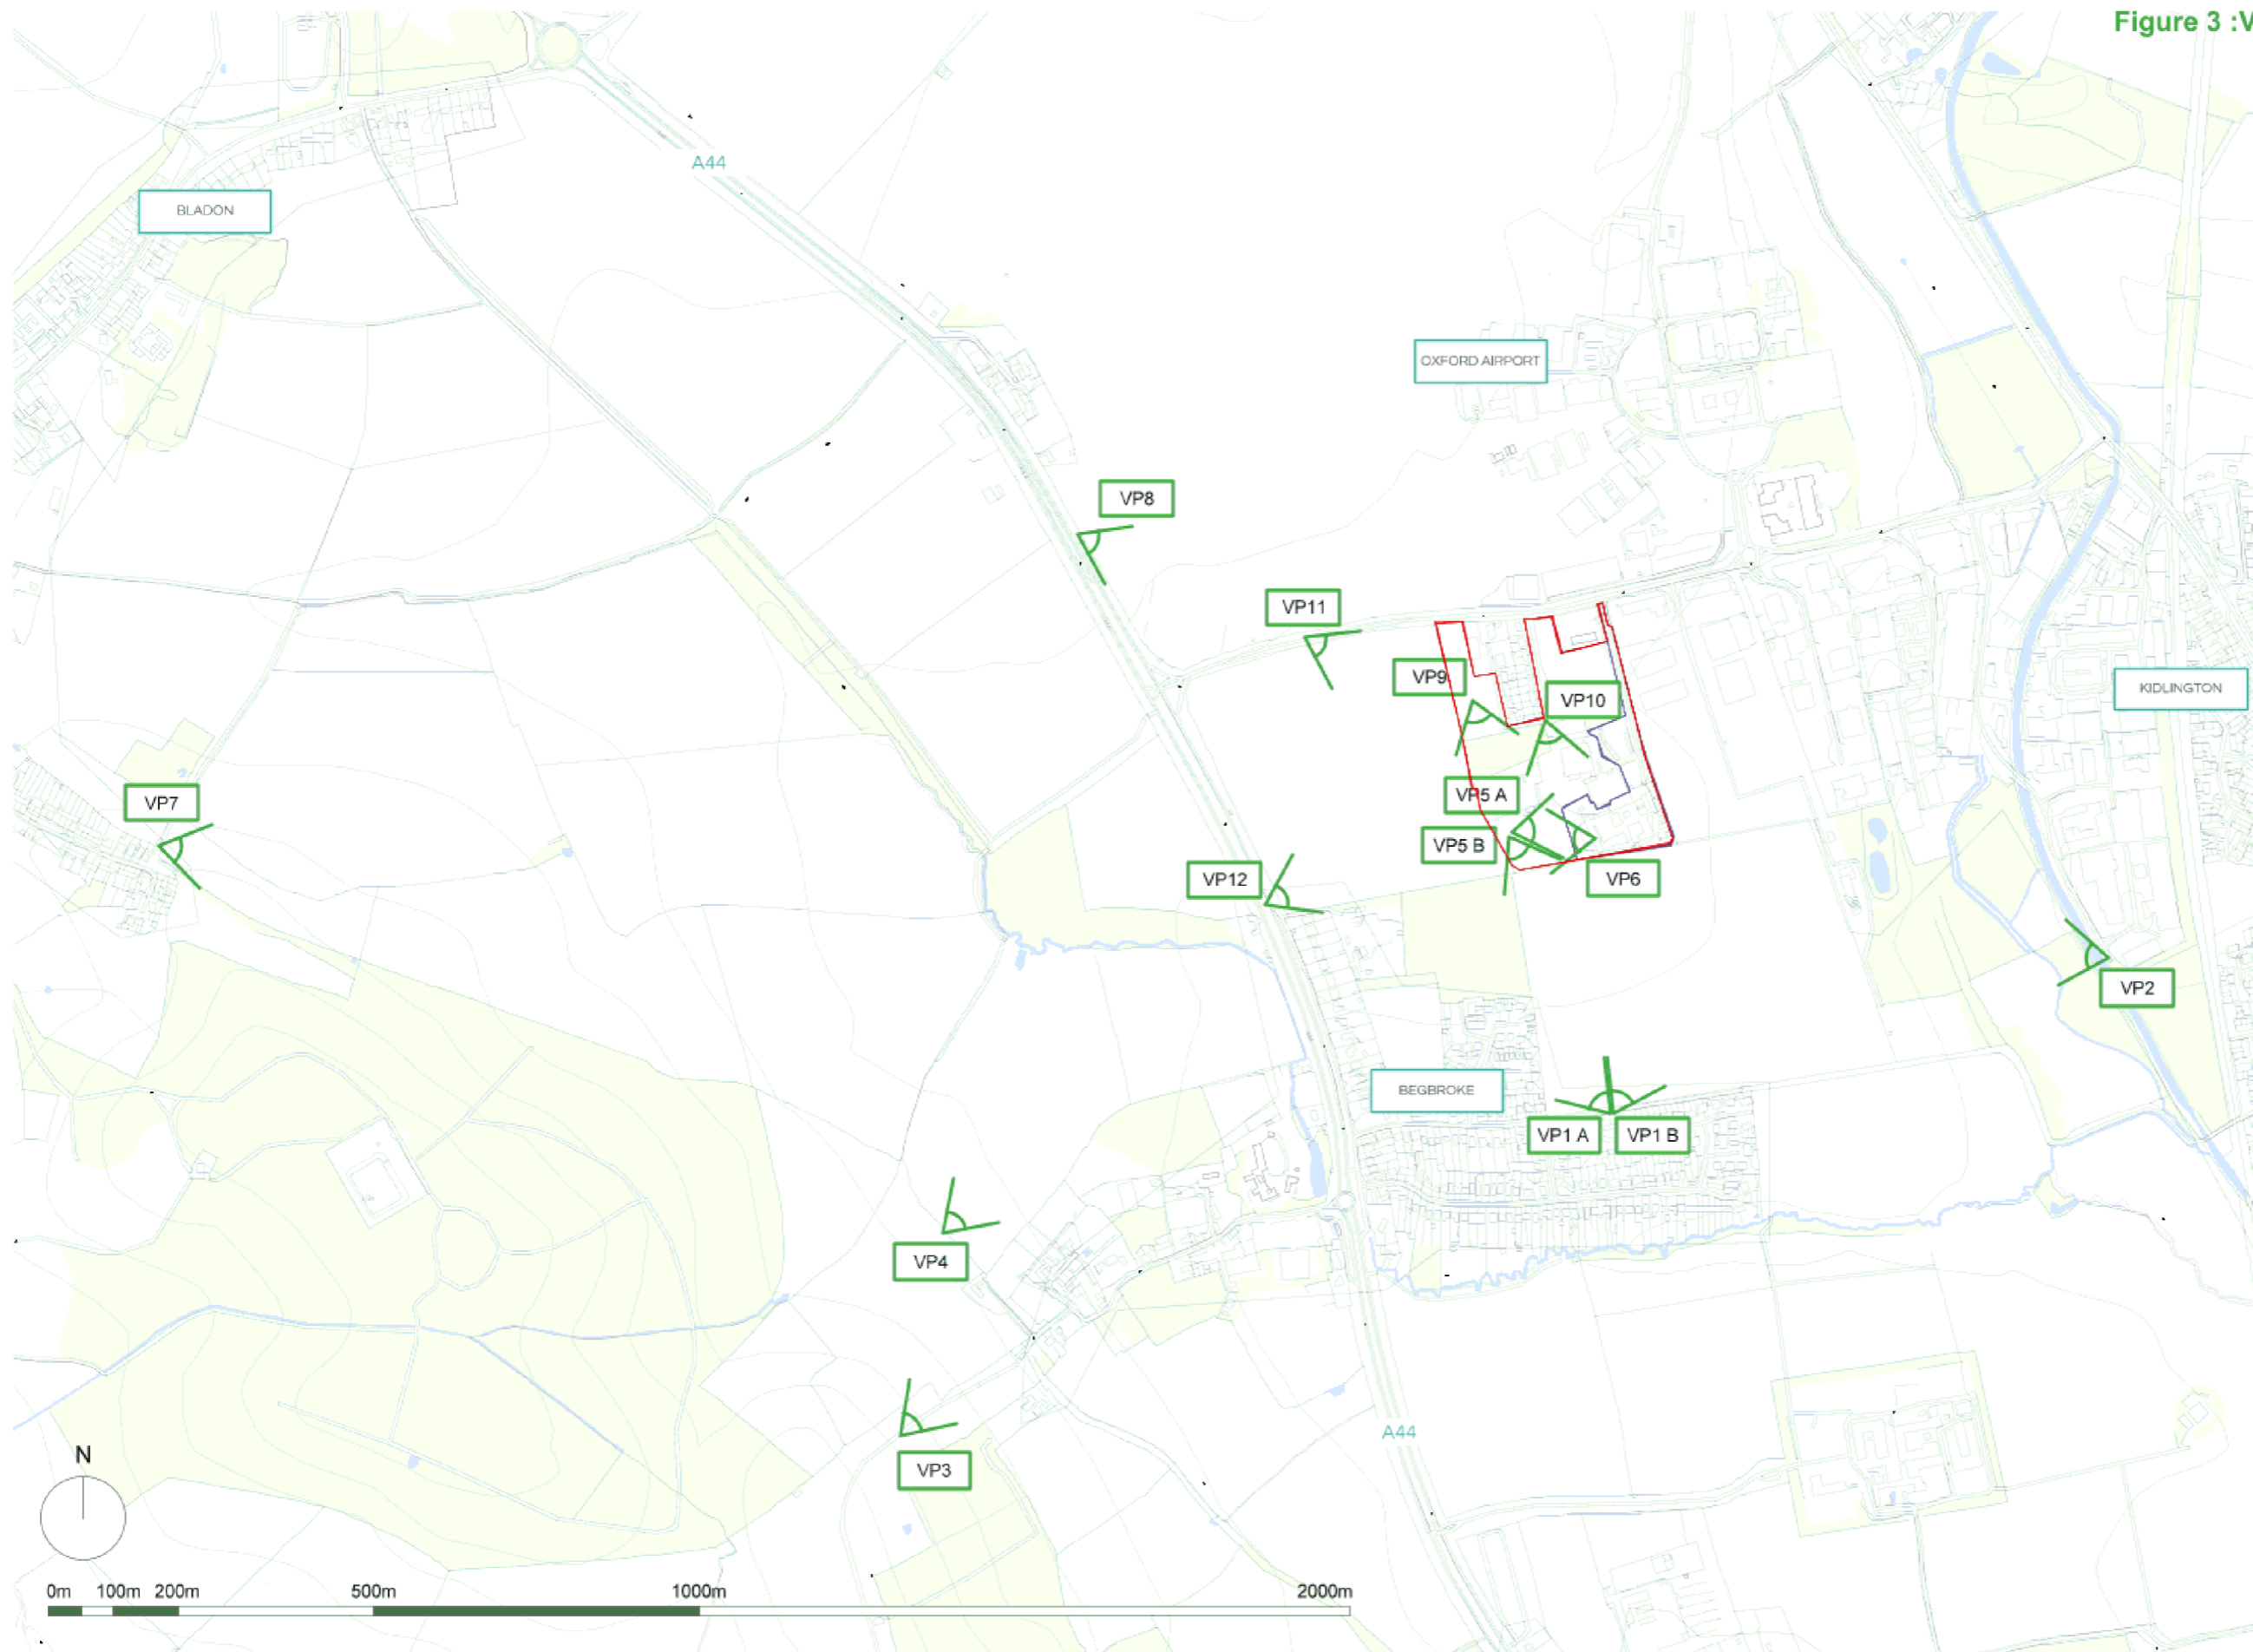 Figure 3 :V
A44
BLADON
OXFORD AIRPORT
VP8
VP11
VP9
VP10
KIDLINGTON
VP5 A
VP7
VP5 B
VP12
VP6
VP2
BEGBROKE
VP1 A
VP1 B
VP4
A44
N
VP3
0m 100m 200m 500m 1000m 2000m